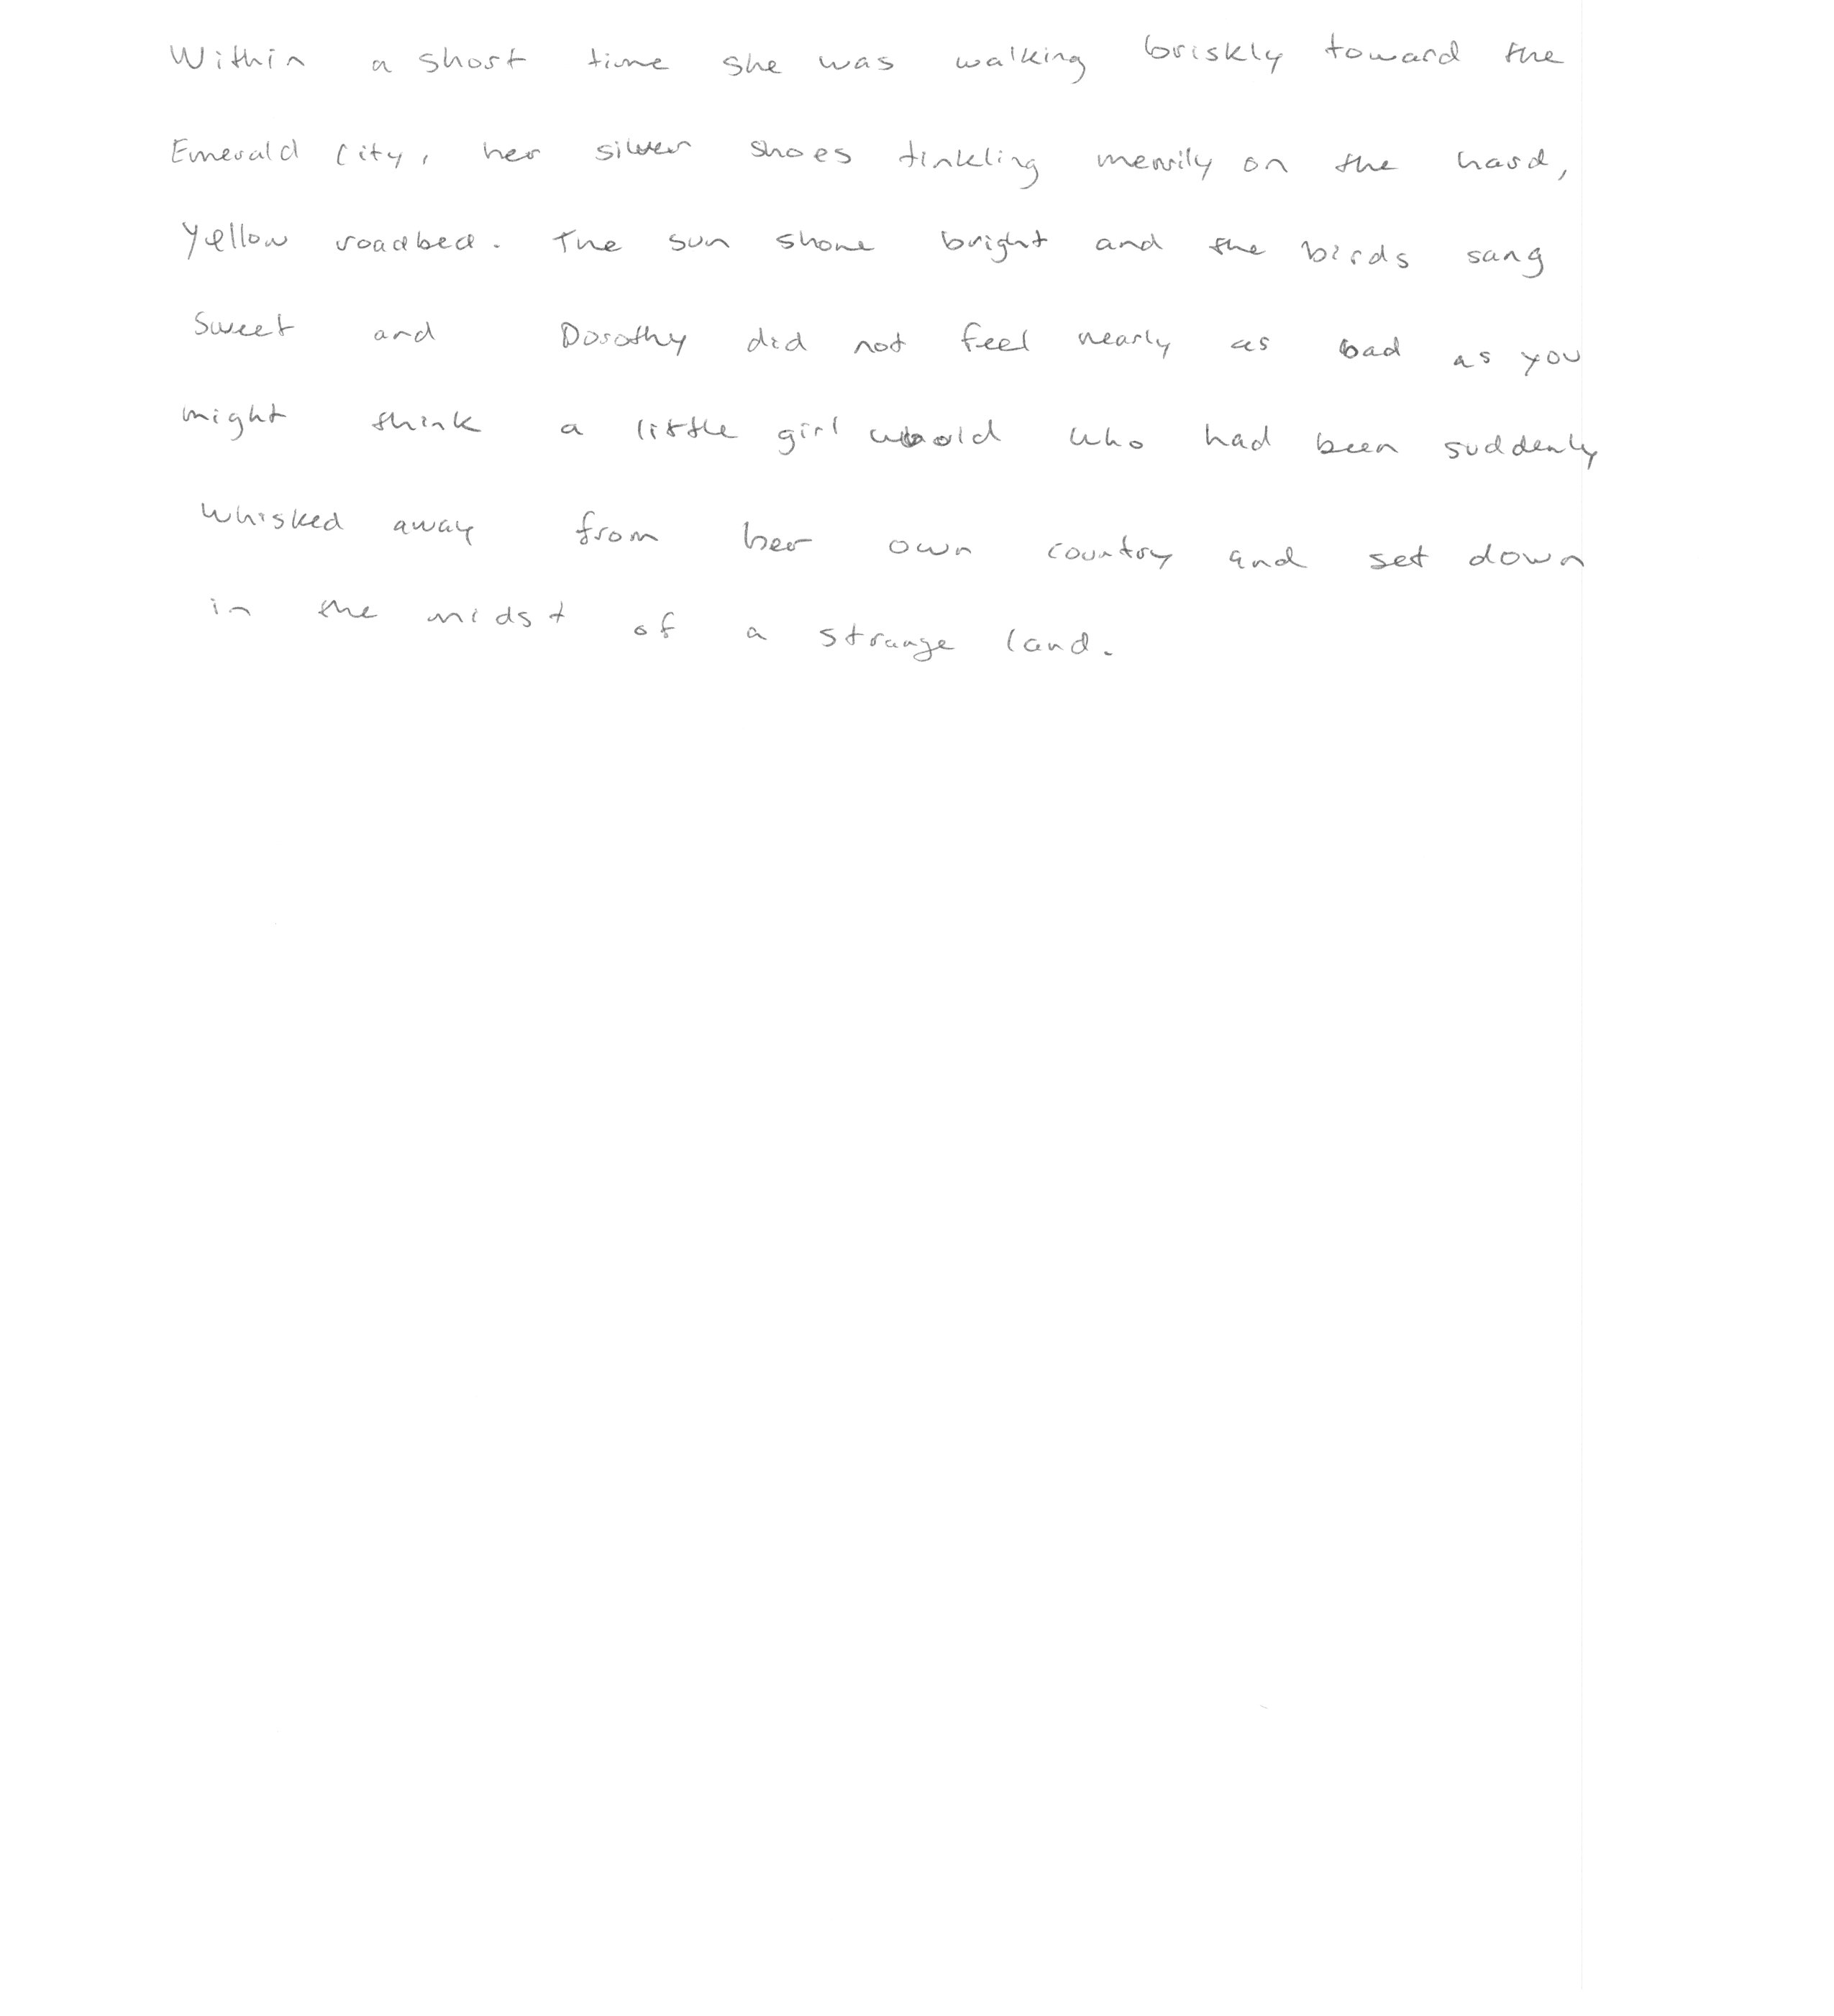 Within a short time she was walking briskly toward the
Emerald City, her silver shoes tinkling merrily on the hard,
yellow roadbed. The sun shone bright and the birds sang
sweet and Dorothy did not feel nearly as bad as you
might think a little girl would who had been suddenly
whisked away from her own country and set down
in the midst of a strange land.